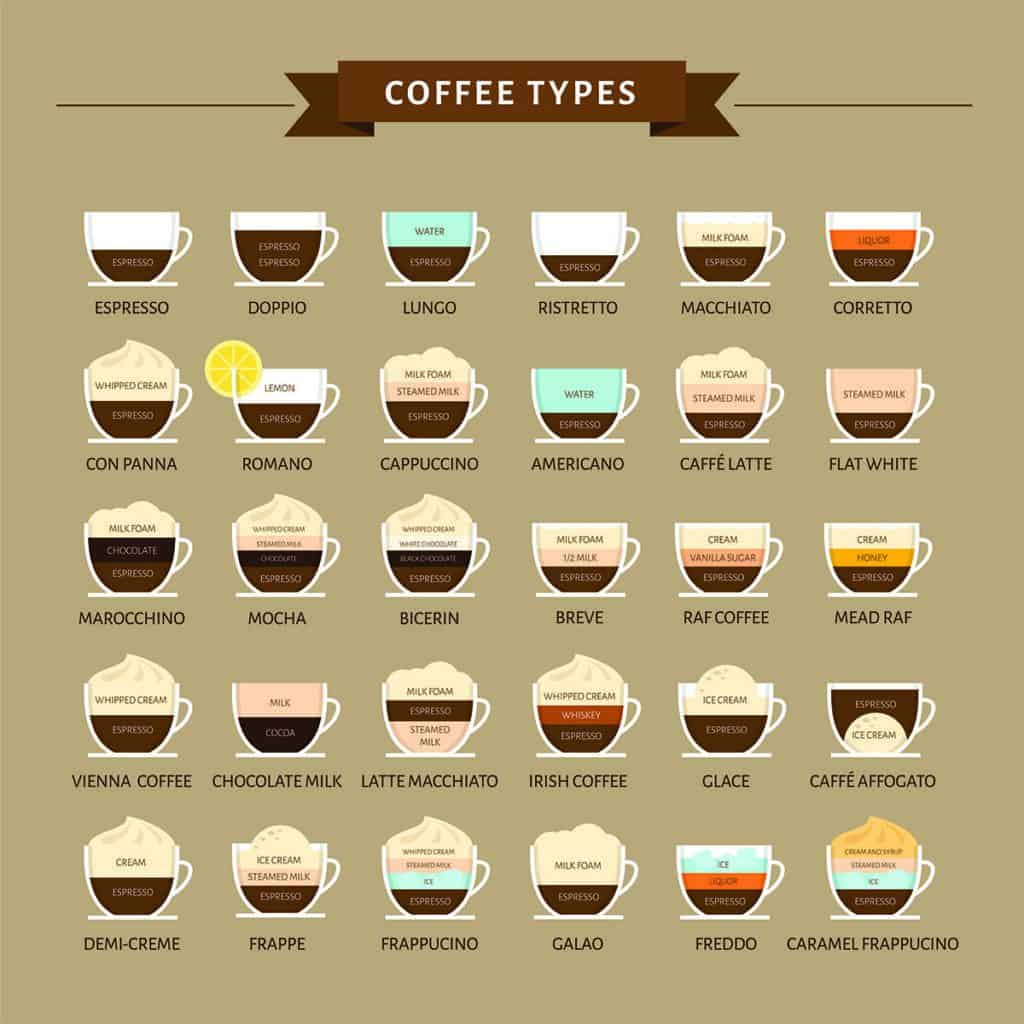 COFFEE TYPES
ESPRESSO
ESPRESSO
ESPRESSO
ESPRESSO
DOPPIO
WATER
ESPRESSO
LUNGO
ESPRESSO
RISTRETTO
MILK FOAM
ESPRESSO
MACCHIATO
LIQUOR
ESPRESSO
CORRETTO
WHIPPED CREAM
ESPRESSO
CON PANNA
LEMON
ESPRESSO
ROMANO
MILK FOAM
STEAMED MILK
ESPRESSO
CAPPUCCINO
WATER
ESPRESSO
AMERICANO
MILK FOAM
STEAMED MILK
ESPRESSO
CAFFÉ LATTE
STEAMED MILK
ESPRESSO
FLAT WHITE
MILK FOAM
CHOCOLATE
ESPRESSO
MAROCCHINO
WHIPPED CREAM
STEAMED MILK
CHOCOLATE
ESPRESSO
MOCHA
WHIPPED CREAM
WHITE CHOCOLATE
BLACK CHOCOLATE
ESPRESSO
BICERIN
MILK FOAM
1/2 MILK
ESPRESSO
BREVE
CREAM
VANILLA SUGAR
ESPRESSO
RAF COFFEE
CREAM
HONEY
ESPRESSO
MEAD RAF
WHIPPED CREAM
ESPRESSO
VIENNA COFFEE
MILK
COCOA
CHOCOLATE MILK
MILK FOAM
ESPRESSO
STEAMED
MILK
LATTE MACCHIATO
WHIPPED CREAM
WHISKEY
ESPRESSO
IRISH COFFEE
ICE CREAM
ESPRESSO
GLACE
ESPRESSO
ICE CREAM
CAFFÉ AFFOGATO
CREAM
ESPRESSO
DEMI-CREME
ICE CREAM
STEAMED MILK
ESPRESSO
FRAPPE
WHIPPED CREAM
STEAMED MILK
ICE
ESPRESSO
FRAPPUCINO
MILK FOAM
ESPRESSO
GALAO
ICE
LIQUOR
ESPRESSO
FREDDO
CREAM AND SYRUP
STEAMED MILK
ICE
ESPRESSO
CARAMEL FRAPPUCINO